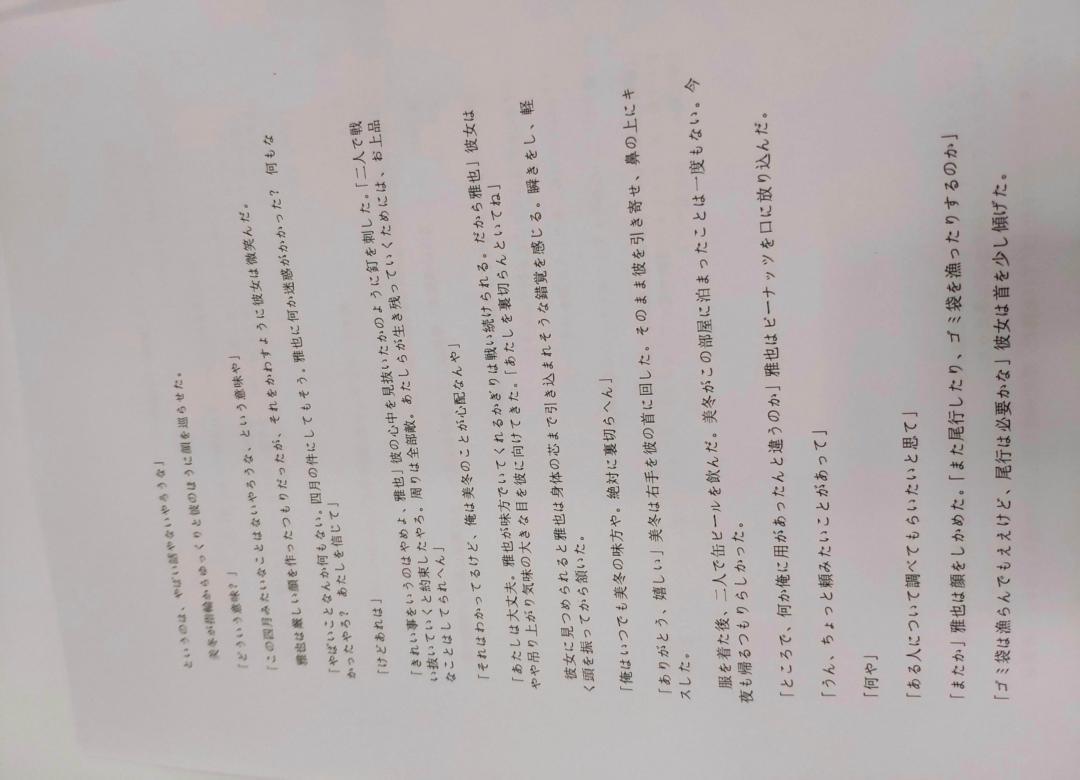 というのは、やばい話やないやろうな」
美冬が指輪からゆっくりと彼のほうに顔を巡らせた。
「どういう意味？」
「この四月みたいなことはないやろうな、という意味や」
雅也は厳しい顔を作ったつもりだったが、それをかわすように彼女は微笑んだ。
「やばいことなんか何もない。四月の件にしてもそう。雅也に何か迷惑がかかった？　何もな
かったやろ？　あたしを信じて」
「けどあれは」
「きれい事をいうのはやめよ、雅也」彼の心中を見抜いたかのように釘を刺した。「二人で戦
い抜いていくと約束したやろ。周りは全部敵。あたしらが生き残っていくためには、お上品
なことはしてられへん」
「それはわかってるけど、俺は美冬のことが心配なんや」
「あたしは大丈夫。雅也が味方でいてくれるかぎりは戦い続けられる。だから雅也」彼女は
やや吊り上がり気味の大きな目を彼に向けてきた。「あたしを裏切らんといてね」
彼女に見つめられると雅也は身体の芯まで引き込まれそうな錯覚を感じる。瞬きをし、軽
く頭を振ってから頷いた。
「俺はいつでも美冬の味方や。絶対に裏切らへん」
「ありがとう、嬉しい」美冬は右手を彼の首に回した。そのまま彼を引き寄せ、鼻の上にキ
スした。
服を着た後、二人で缶ビールを飲んだ。美冬がこの部屋に泊まったことは一度もない。今
夜も帰るつもりらしかった。
「ところで、何か俺に用があったんと違うのか」雅也はピーナッツを口に放り込んだ。
「うん、ちょっと頼みたいことがあって」
「何や」
「ある人について調べてもらいたいと思て」
「またか」雅也は顔をしかめた。「また尾行したり、ゴミ袋を漁ったりするのか」
「ゴミ袋は漁らんでもええけど、尾行は必要かな」彼女は首を少し傾げた。